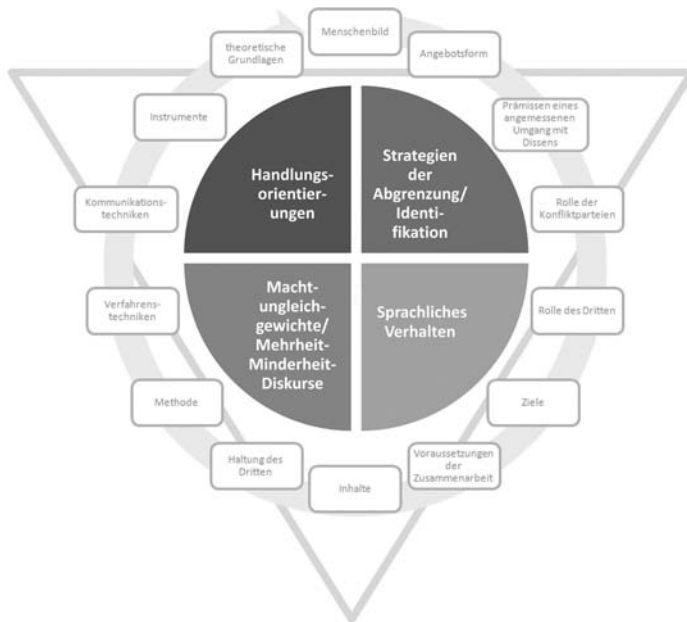 Menschenbild
theoretische
Grundlagen
Angebotsform
Instrumente
Prämissen eines
angemessenen
Umgang mit
Dissens
Handlungs-
orientier-
ungen
Strategien
der
Abgrenzung/
Identi-
fikation
Kommunikations-
techniken
Rolle der
Konfliktparteien
Macht-
ungleich-
gewichte/
Mehrheit-
Minderheit-
Diskurse
Sprachliches
Verhalten
Verfahrens-
techniken
Rolle des Dritten
Methode
Ziele
Haltung des
Dritten
Inhalte
Voraussetzungen
der
Zusammenarbeit